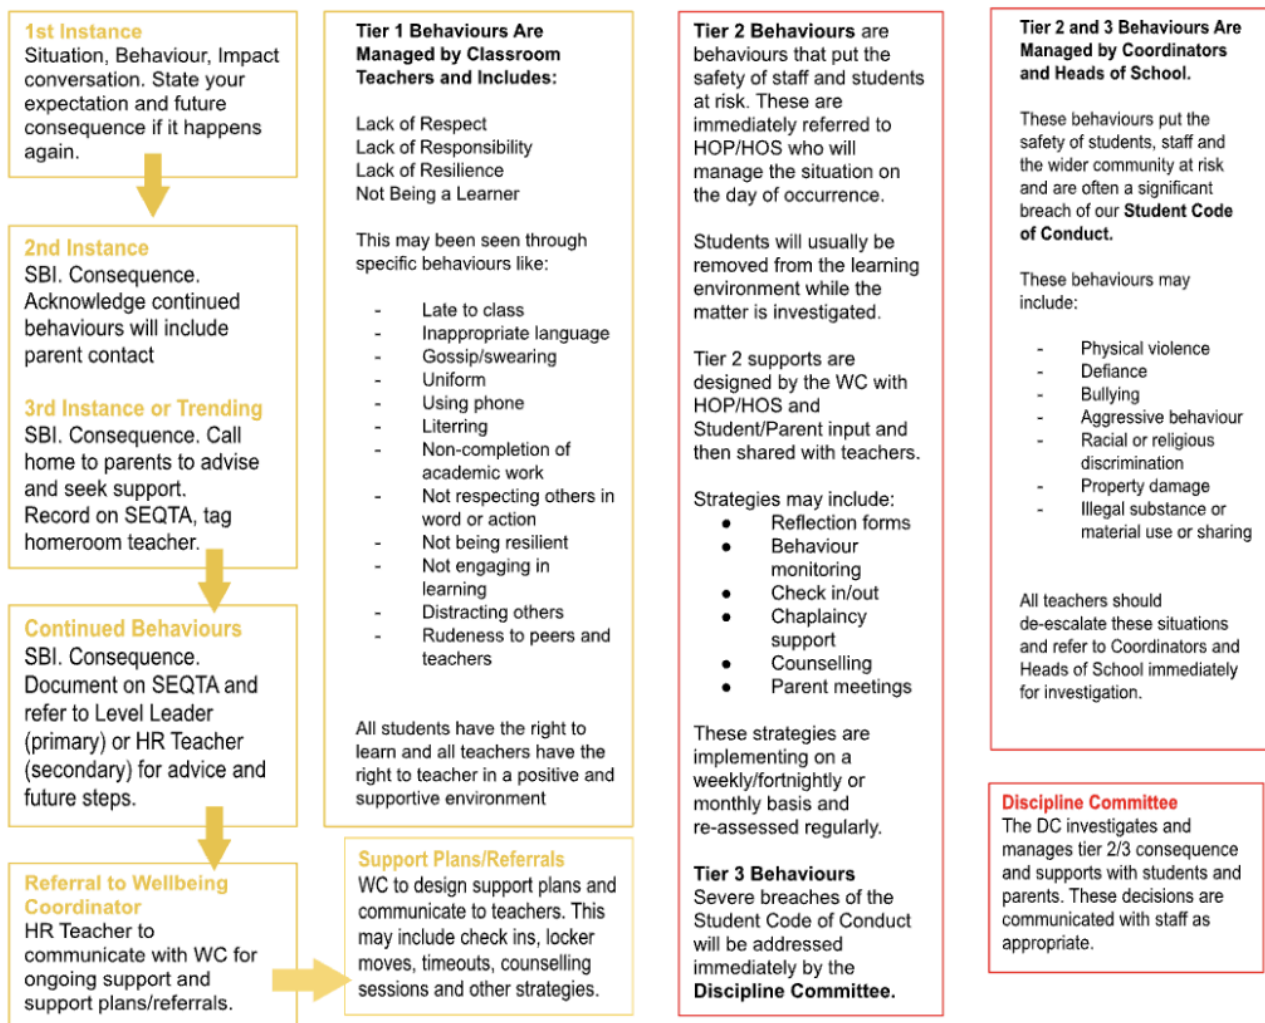 1st Instance
Situation, Behaviour, Impact
conversation. State your
expectation and future
consequence if it happens
again.
2nd Instance
SBI. Consequence.
Acknowledge continued
behaviours will include
parent contact
3rd Instance or Trending
SBI. Consequence. Call
home to parents to advise
and seek support.
Record on SEQTA, tag
homeroom teacher.
Continued Behaviours
SBI. Consequence.
Document on SEQTA and
refer to Level Leader
(primary) or HR Teacher
(secondary) for advice and
future steps.
Referral to Wellbeing
Coordinator
HR Teacher to
communicate with WC for
ongoing support and
support plans/referrals.
Tier 1 Behaviours Are
Managed by Classroom
Teachers and Includes:
Lack of Respect
Lack of Responsibility
Lack of Resilience
Not Being a Learner
This may been seen through
specific behaviours like:
- Late to class
- Inappropriate language
- Gossip/swearing
- Uniform
- Using phone
- Literring
- Non-completion of
academic work
- Not respecting others in
word or action
- Not being resilient
- Not engaging in
learning
- Distracting others
- Rudeness to peers and
teachers
All students have the right to
learn and all teachers have the
right to teacher in a positive and
supportive environment
Support Plans/Referrals
WC to design support plans and
communicate to teachers. This
may include check ins, locker
moves, timeouts, counselling
sessions and other strategies.
Tier 2 Behaviours are
behaviours that put the
safety of staff and students
at risk. These are
immediately referred to
HOP/HOS who will
manage the situation on
the day of occurrence.
Students will usually be
removed from the learning
environment while the
matter is investigated.
Tier 2 supports are
designed by the WC with
HOP/HOS and
Student/Parent input and
then shared with teachers.
Strategies may include:
● Reflection forms
● Behaviour
monitoring
● Check in/out
● Chaplaincy
support
● Counselling
● Parent meetings
These strategies are
implementing on a
weekly/fortnightly or
monthly basis and
re-assessed regularly.
Tier 3 Behaviours
Severe breaches of the
Student Code of Conduct
will be addressed
immediately by the
Discipline Committee.
Tier 2 and 3 Behaviours Are
Managed by Coordinators
and Heads of School.
These behaviours put the
safety of students, staff and
the wider community at risk
and are often a significant
breach of our Student Code
of Conduct.
These behaviours may
include:
- Physical violence
- Defiance
- Bullying
- Aggressive behaviour
- Racial or religious
discrimination
- Property damage
- Illegal substance or
material use or sharing
All teachers should
de-escalate these situations
and refer to Coordinators and
Heads of School immediately
for investigation.
Discipline Committee
The DC investigates and
manages tier 2/3 consequence
and supports with students and
parents. These decisions are
communicated with staff as
appropriate.